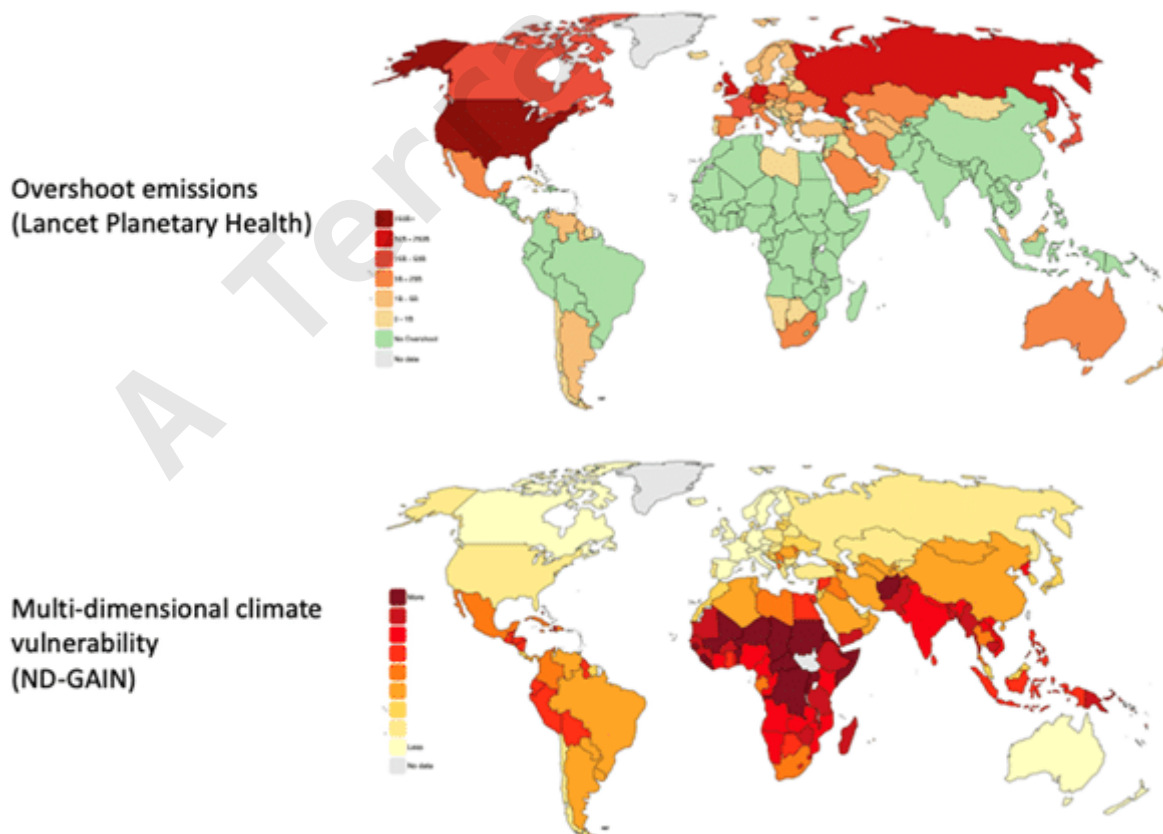 A Terra
Overshoot emissions
(Lancet Planetary Health)
No Overshoot
No data
Multi-dimensional climate
vulnerability
(ND-GAIN)
More
Less
No data